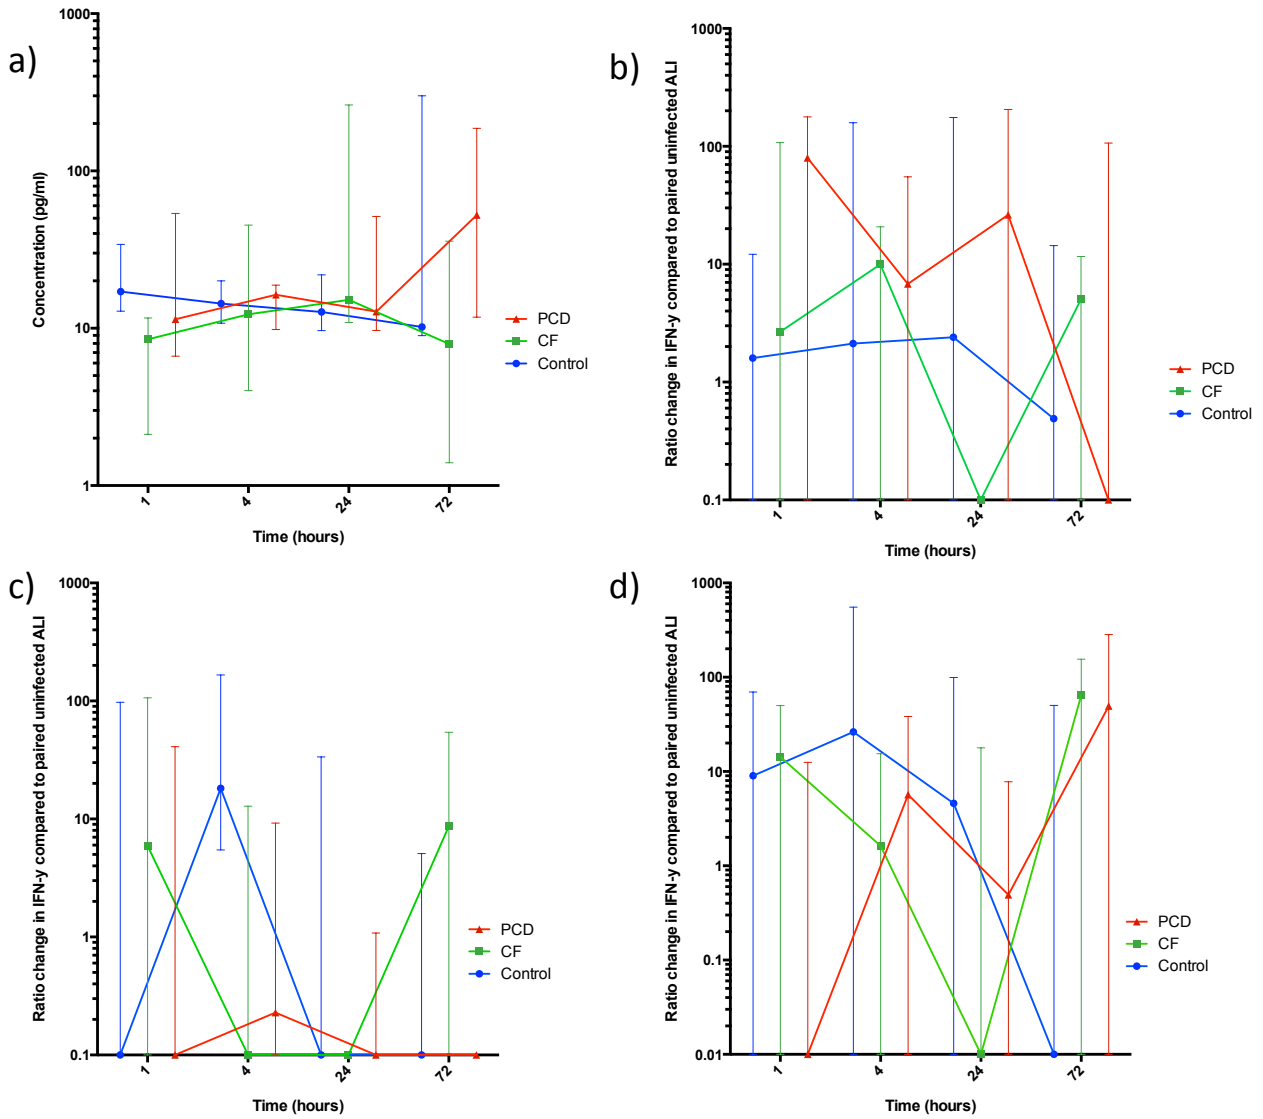 a)
1000
100
10
1
Concentration (pg/ml)
1
4
24
72
Time (hours)
PCD
CF
Control
b)
1000
100
10
1
0.1
Ratio change in IFN-y compared to paired uninfected ALI
1
4
24
72
Time (hours)
PCD
CF
Control
c)
1000
100
10
1
0.1
Ratio change in IFN-y compared to paired uninfected ALI
1
4
24
72
Time (hours)
PCD
CF
Control
d)
1000
100
10
1
0.1
0.01
Ratio change in IFN-y compared to paired uninfected ALI
1
4
24
72
Time (hours)
PCD
CF
Control